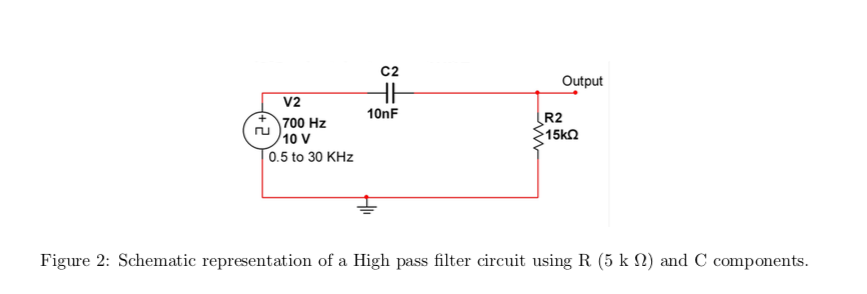 C2
Output
V2
10nF
R2
+
700 Hz
15kΩ
10 V
0.5 to 30 KHz
Figure 2: Schematic representation of a High pass filter circuit using R (5 k Ω) and C components.